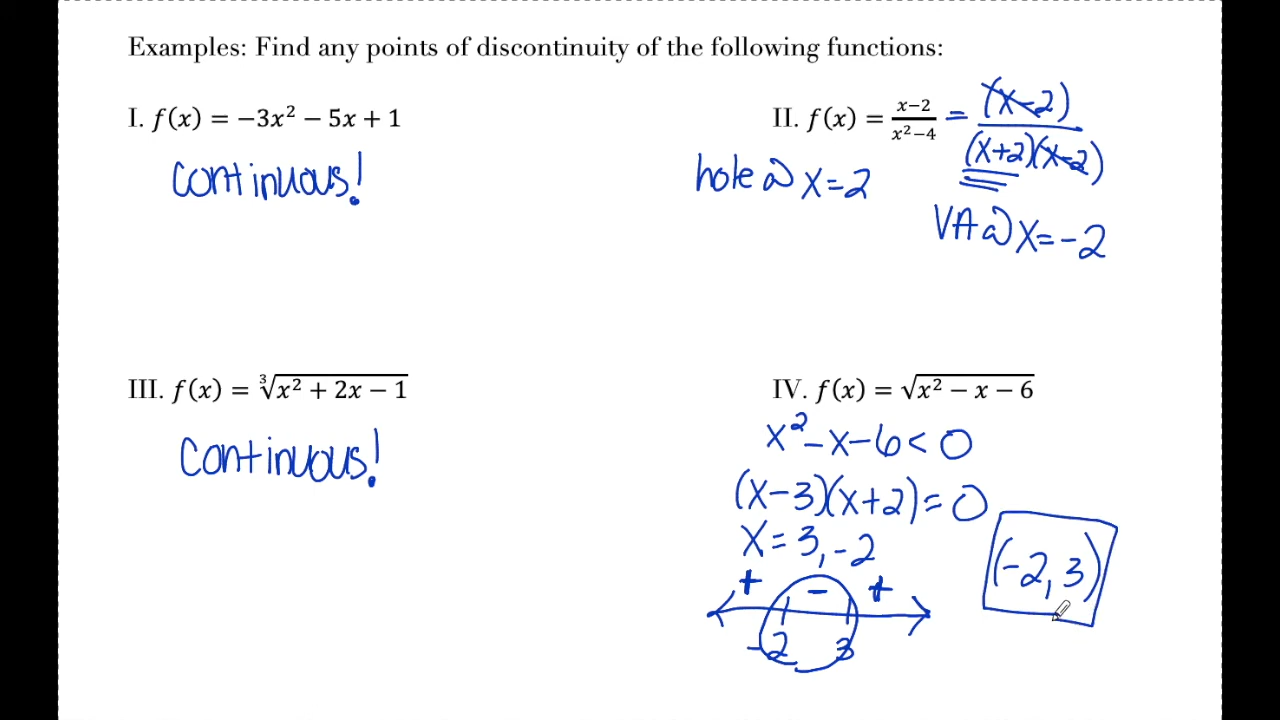 Examples: Find any points of discontinuity of the following functions:
I. f(x) = −3x² − 5x + 1
continuous!
II. f(x) = x−2 / x²−4 = (x-2) / (x+2)(x-2)
hole @ x=2
VA @ x=-2
III. f(x) = ∛(x² + 2x − 1)
continuous!
IV. f(x) = √(x² − x − 6)
x²-x-6<0
(x-3)(x+2)=0
x=3,-2
+ - +
-2 3
(-2,3)